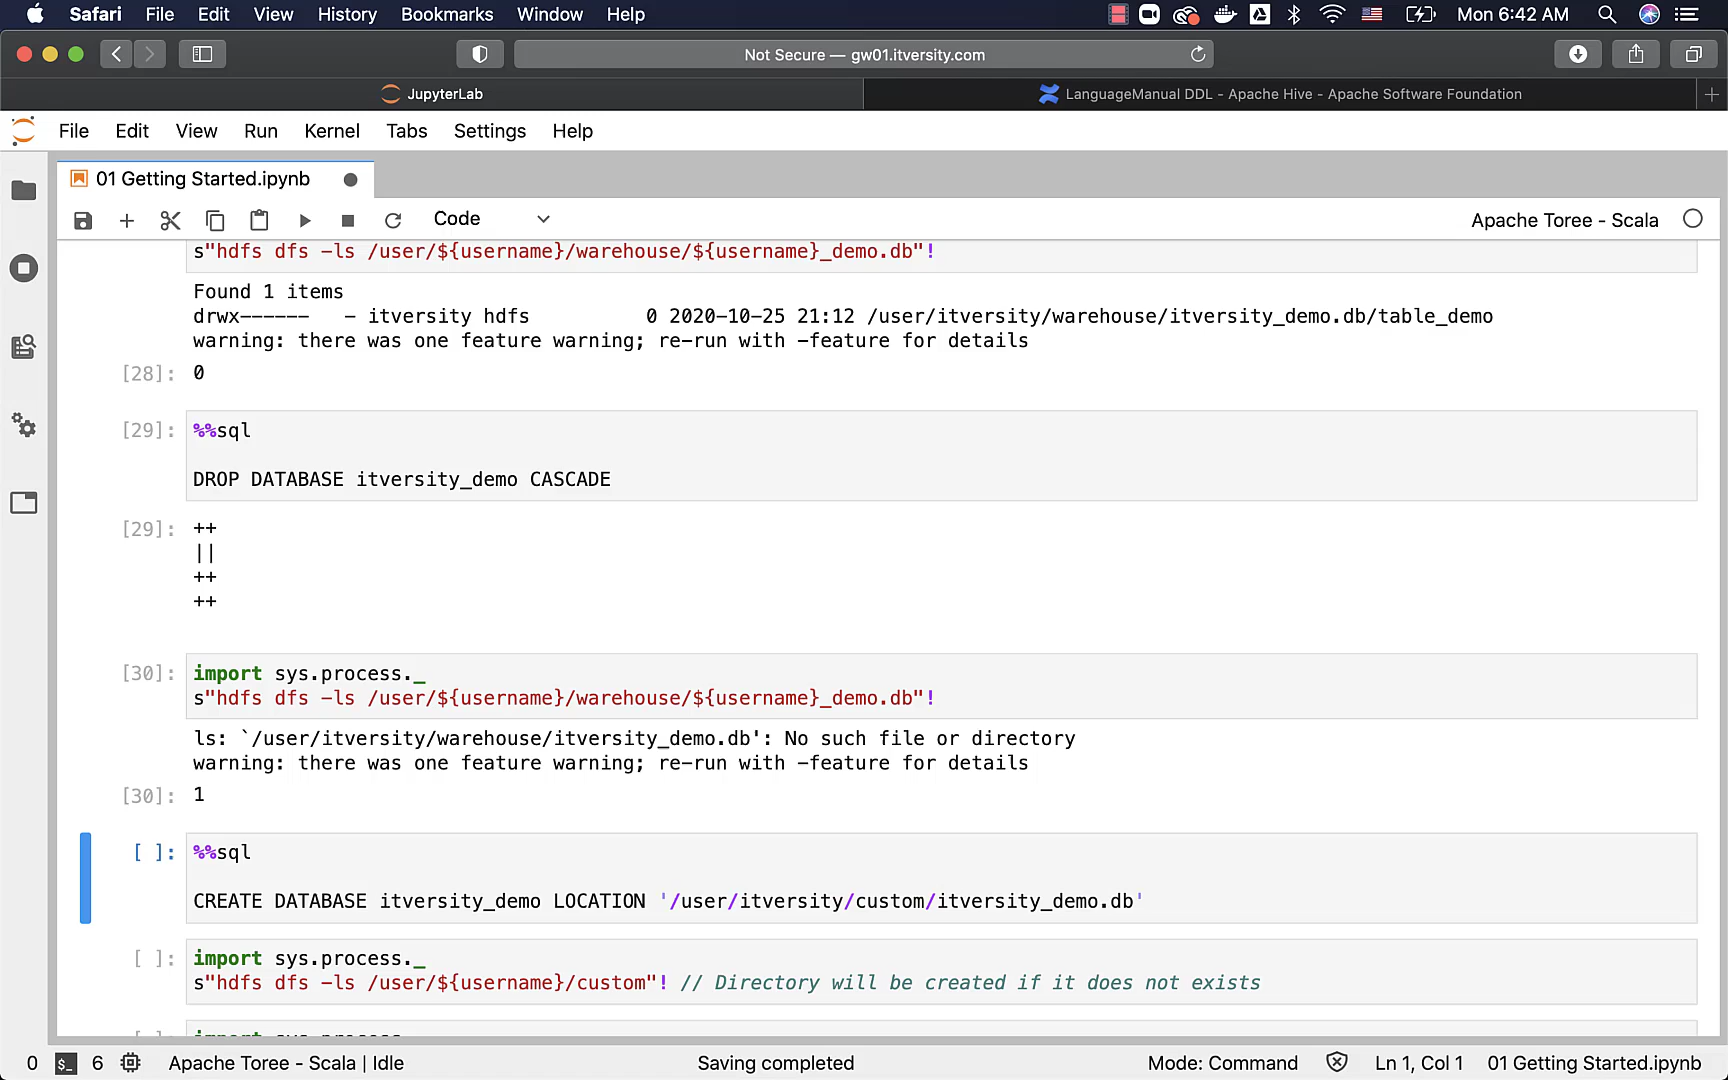 Safari File Edit View History Bookmarks Window Help Mon 6:42 AM
Not Secure — gw01.itversity.com
JupyterLab
LanguageManual DDL - Apache Hive - Apache Software Foundation
File Edit View Run Kernel Tabs Settings Help
01 Getting Started.ipynb
Code
Apache Toree - Scala
s"hdfs dfs -ls /user/${username}/warehouse/${username}_demo.db"!
Found 1 items
drwx------ - itversity hdfs 0 2020-10-25 21:12 /user/itversity/warehouse/itversity_demo.db/table_demo
warning: there was one feature warning; re-run with -feature for details
[28]: 0
[29]: %%sql
DROP DATABASE itversity_demo CASCADE
[29]: ++
||
++
++
[30]: import sys.process._
s"hdfs dfs -ls /user/${username}/warehouse/${username}_demo.db"!
ls: `/user/itversity/warehouse/itversity_demo.db': No such file or directory
warning: there was one feature warning; re-run with -feature for details
[30]: 1
[ ]: %%sql
CREATE DATABASE itversity_demo LOCATION '/user/itversity/custom/itversity_demo.db'
[ ]: import sys.process._
s"hdfs dfs -ls /user/${username}/custom"! // Directory will be created if it does not exists
0 $_ 6 Apache Toree - Scala | Idle Saving completed Mode: Command Ln 1, Col 1 01 Getting Started.ipynb